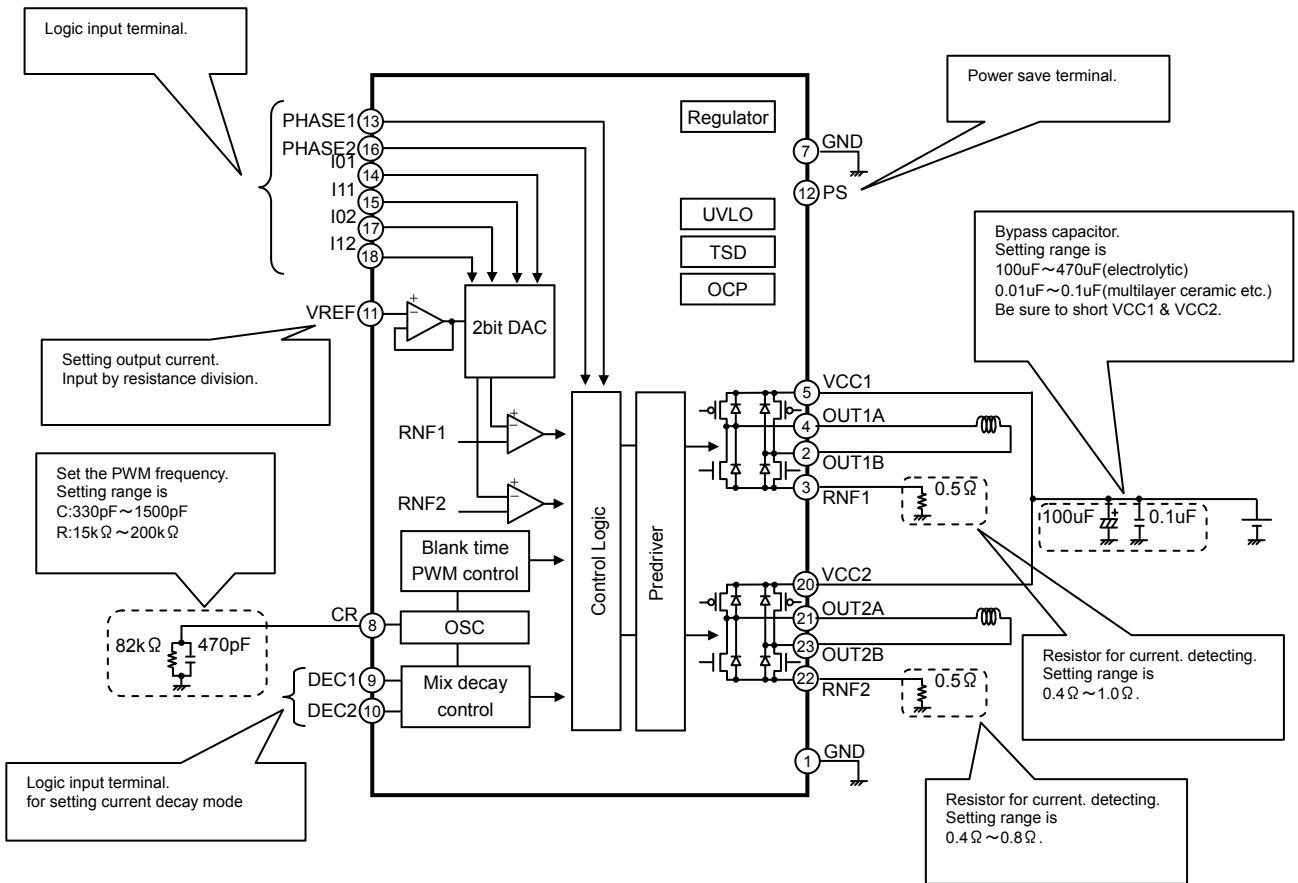 Logic input terminal.
Power save terminal.
PHASE1 13
PHASE2 16
I01 14
I11 15
I02 17
I12 18
VREF 11
+
−
2bit DAC
Regulator
UVLO
TSD
OCP
7 GND
12 PS
Bypass capacitor.
Setting range is
100uF～470uF(electrolytic)
0.01uF～0.1uF(multilayer ceramic etc.)
Be sure to short VCC1 & VCC2.
Setting output current.
Input by resistance division.
RNF1
+
−
RNF2
+
−
Set the PWM frequency.
Setting range is
C:330pF～1500pF
R:15kΩ～200kΩ
Blank time
PWM control
OSC
Mix decay
control
Control Logic
Predriver
CR 8
82kΩ 470pF
DEC1 9
DEC2 10
Logic input terminal.
for setting current decay mode
5 VCC1
4 OUT1A
2 OUT1B
3 RNF1
0.5Ω
100uF + 0.1uF
20 VCC2
21 OUT2A
23 OUT2B
22 RNF2
0.5Ω
1 GND
Resistor for current. detecting.
Setting range is
0.4Ω～1.0Ω.
Resistor for current. detecting.
Setting range is
0.4Ω～0.8Ω.